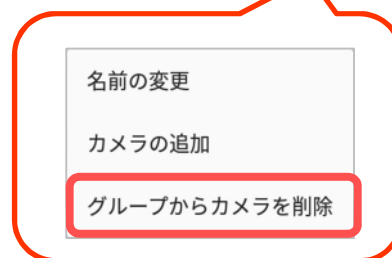 名前の変更
カメラの追加
グループからカメラを削除